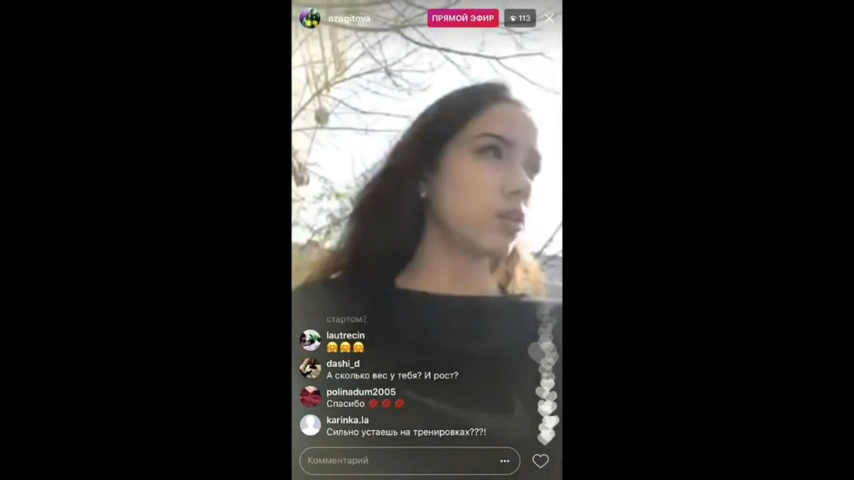 azagitova
ПРЯМОЙ ЭФИР
113
стартом?
lautrecin
🤗🤗🤗
dashi_d
А сколько вес у тебя? И рост?
polinadum2005
Спасибо 💋💋💋
karinka.la
Сильно устаешь на тренировках???!
Комментарий